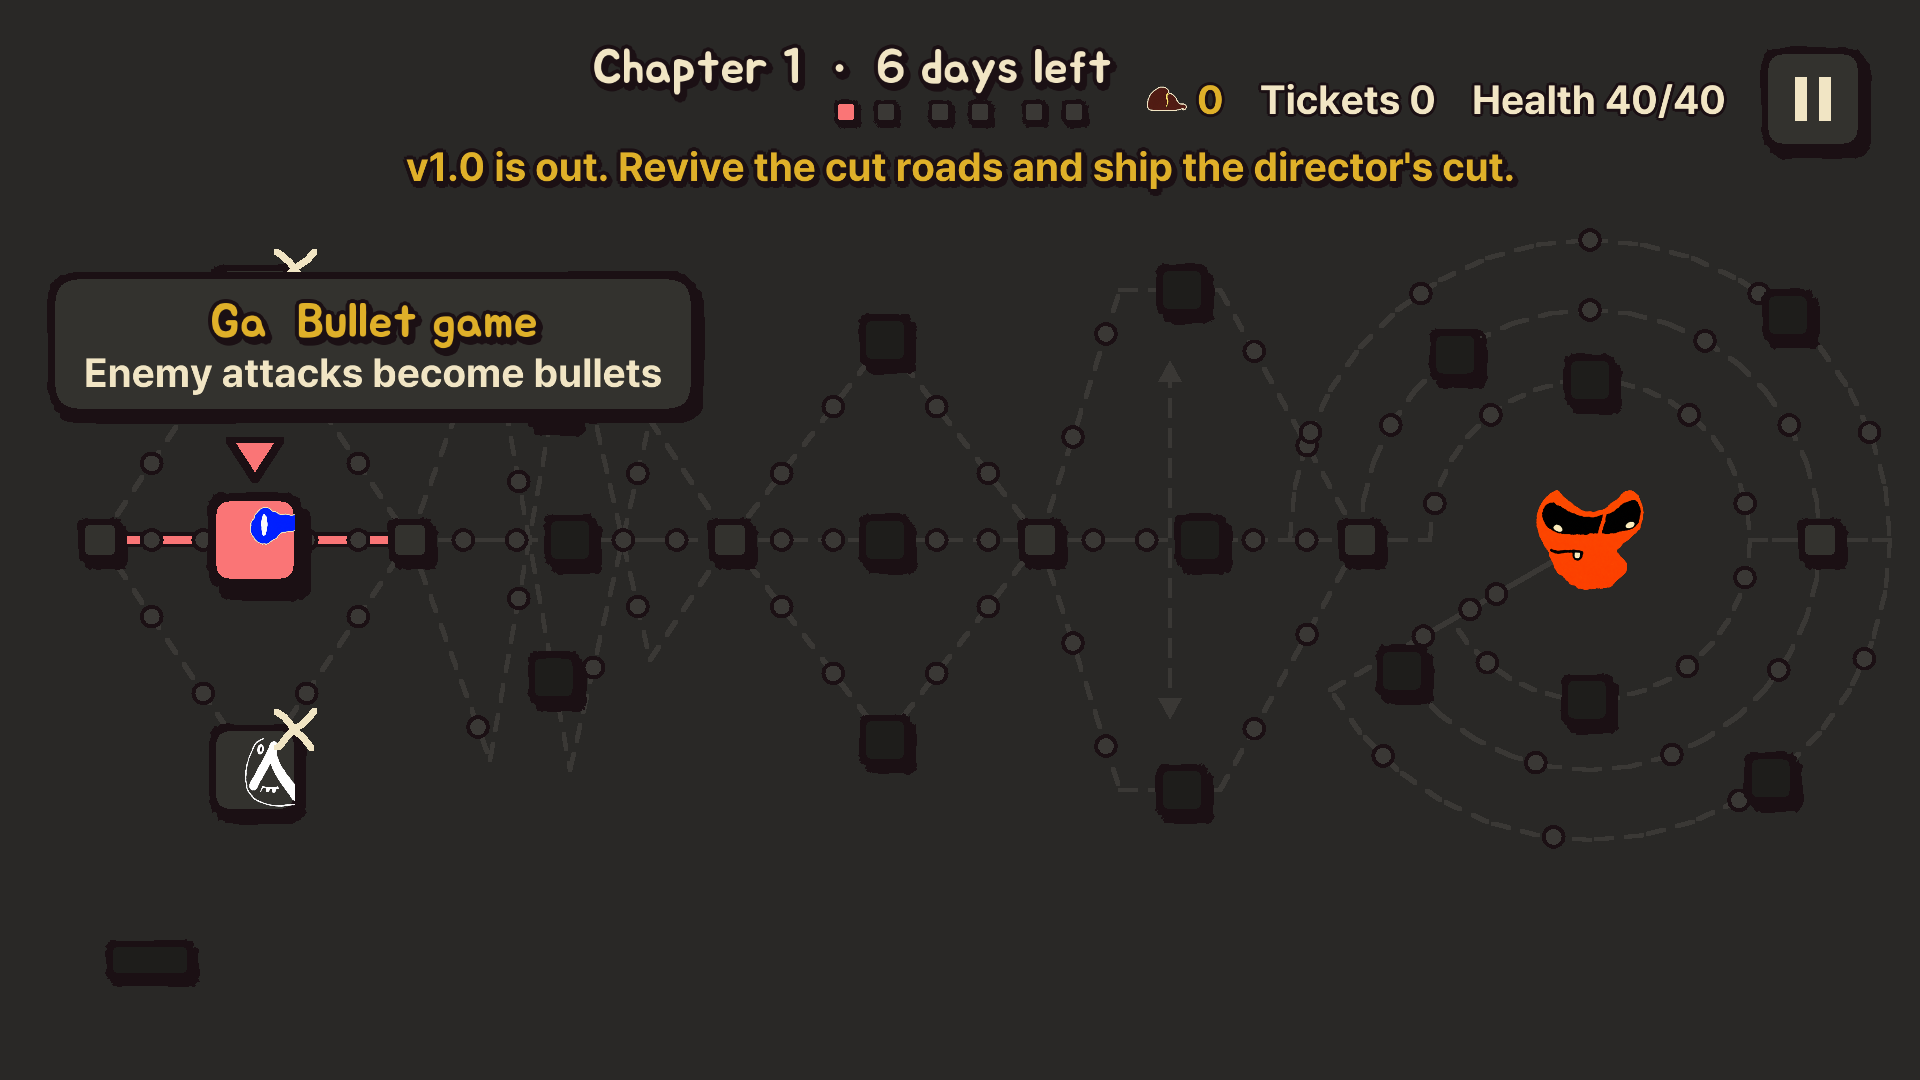 Chapter 1 · 6 days left
0 Tickets 0 Health 40/40
v1.0 is out. Revive the cut roads and ship the director's cut.
Ga Bullet game
Enemy attacks become bullets